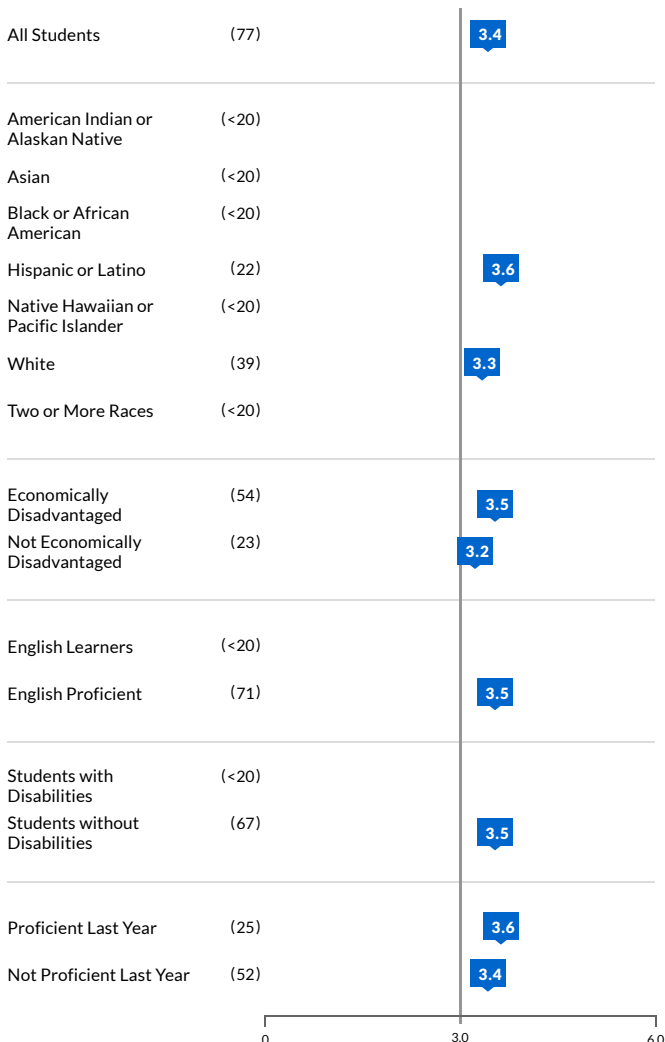 All Students (77) 3.4
American Indian or (<20)
Alaskan Native
Asian (<20)
Black or African (<20)
American
Hispanic or Latino (22) 3.6
Native Hawaiian or (<20)
Pacific Islander
White (39) 3.3
Two or More Races (<20)
Economically (54) 3.5
Disadvantaged
Not Economically (23) 3.2
Disadvantaged
English Learners (<20)
English Proficient (71) 3.5
Students with (<20)
Disabilities
Students without (67) 3.5
Disabilities
Proficient Last Year (25) 3.6
Not Proficient Last Year (52) 3.4
0 3.0 6.0